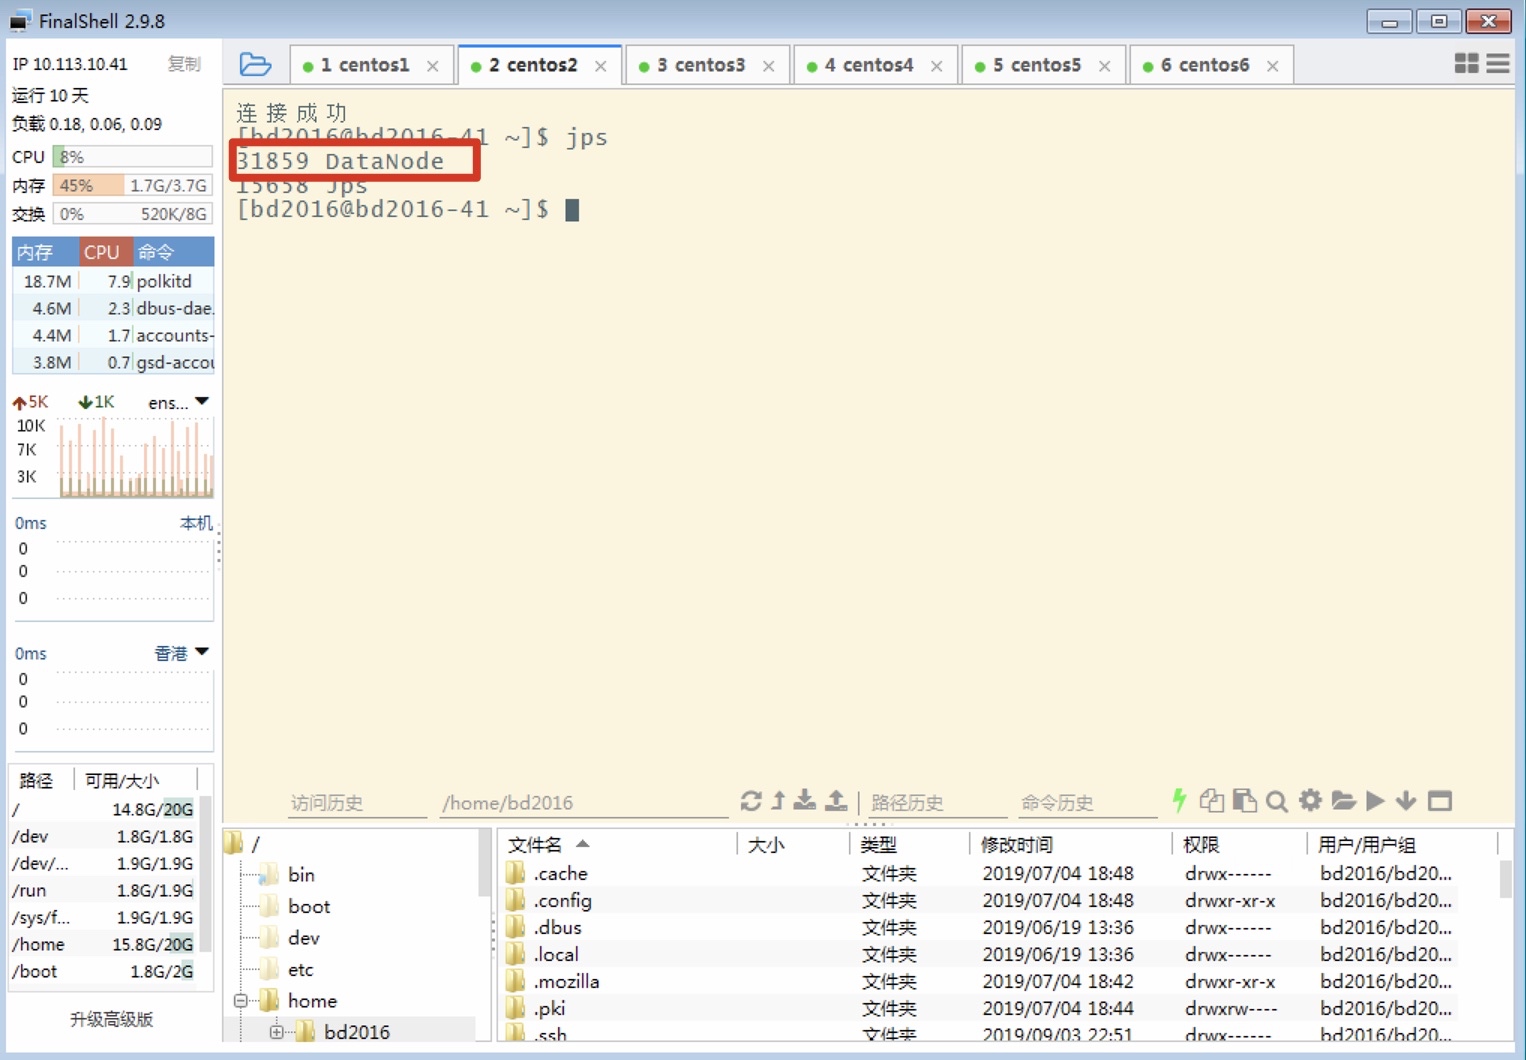 FinalShell 2.9.8
IP 10.113.10.41 复制
运行 10 天
负载 0.18, 0.06, 0.09
CPU 8%
内存 45% 1.7G/3.7G
交换 0% 520K/8G
内存 CPU 命令
18.7M 7.9 polkitd
4.6M 2.3 dbus-dae.
4.4M 1.7 accounts-
3.8M 0.7 gsd-accou
5K 1K ens...
10K
7K
3K
0ms 本机
0
0
0
0ms 香港
0
0
0
路径 可用/大小
/ 14.8G/20G
/dev 1.8G/1.8G
/dev/... 1.9G/1.9G
/run 1.8G/1.9G
/sys/f... 1.9G/1.9G
/home 15.8G/20G
/boot 1.8G/2G
升级高级版
1 centos1 2 centos2 3 centos3 4 centos4 5 centos5 6 centos6
连接成功
[bd2016@bd2016-41 ~]$ jps
31859 DataNode
15658 Jps
[bd2016@bd2016-41 ~]$
访问历史 /home/bd2016 路径历史 命令历史
/
bin
boot
dev
etc
home
bd2016
文件名 大小 类型 修改时间 权限 用户/用户组
.cache 文件夹 2019/07/04 18:48 drwx------ bd2016/bd20...
.config 文件夹 2019/07/04 18:48 drwxr-xr-x bd2016/bd20...
.dbus 文件夹 2019/06/19 13:36 drwx------ bd2016/bd20...
.local 文件夹 2019/06/19 13:36 drwx------ bd2016/bd20...
.mozilla 文件夹 2019/07/04 18:42 drwxr-xr-x bd2016/bd20...
.pki 文件夹 2019/07/04 18:44 drwxrw---- bd2016/bd20...
.ssh 文件夹 2019/09/03 22:51 drwx------ bd2016/bd20...